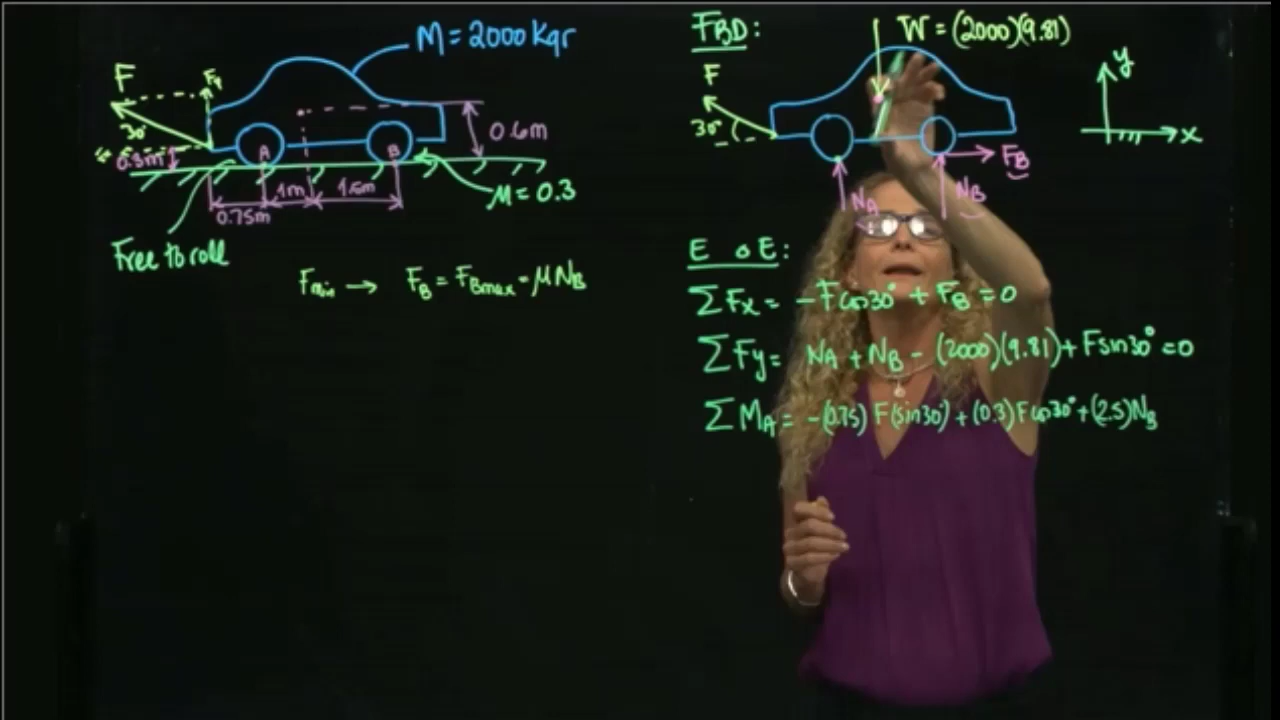 M = 2000 Kgr
F
Fy
30°
0.3m
A
B
0.6m
1m
1.5m
0.75m
μ = 0.3
Free to roll
Fmin → FB = FBmax = μNB
FBD:
W = (2000)(9.81)
F
30°
y
x
FB
NA
NB
E o E:
ΣFx = -Fcos30° + FB = 0
ΣFy = NA + NB - (2000)(9.81) + Fsin30° = 0
ΣMA = -(0.75) F(sin30°) + (0.3)Fcos30° + (2.5)NB